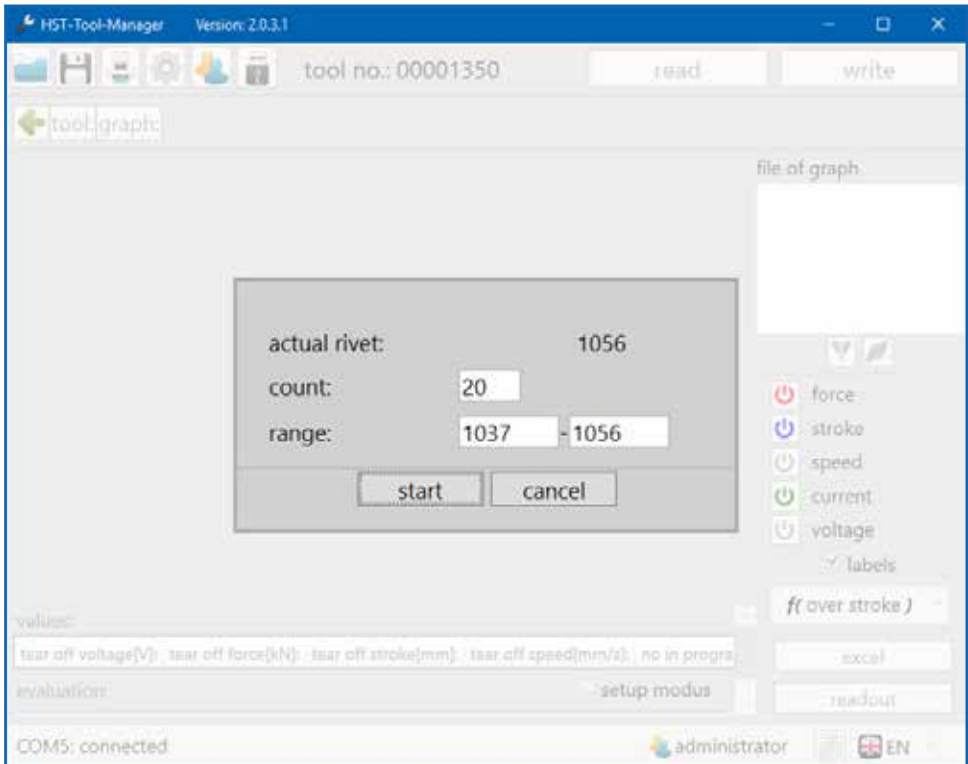 HST-Tool-Manager Version: 2.0.3.1
tool no.: 00001350 read write
tool: graph:
file of graph
actual rivet: 1056
count: 20
range: 1037 - 1056
start cancel
force
stroke
speed
current
voltage
labels
f( over stroke )
values:
tear off voltage[V]: tear off force[kN]: tear off stroke[mm]: tear off speed[mm/s]: no in progra
excel
evaluation: setup modus
readout
COM5: connected administrator EN